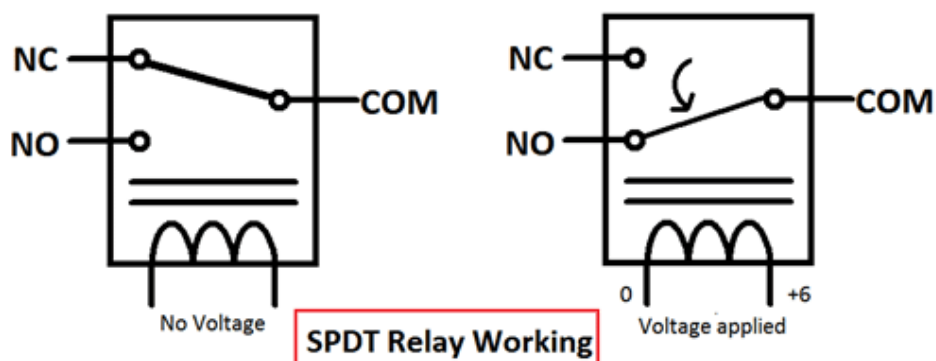 NC
COM
NO
No Voltage
NC
COM
NO
0
+6
Voltage applied
SPDT Relay Working